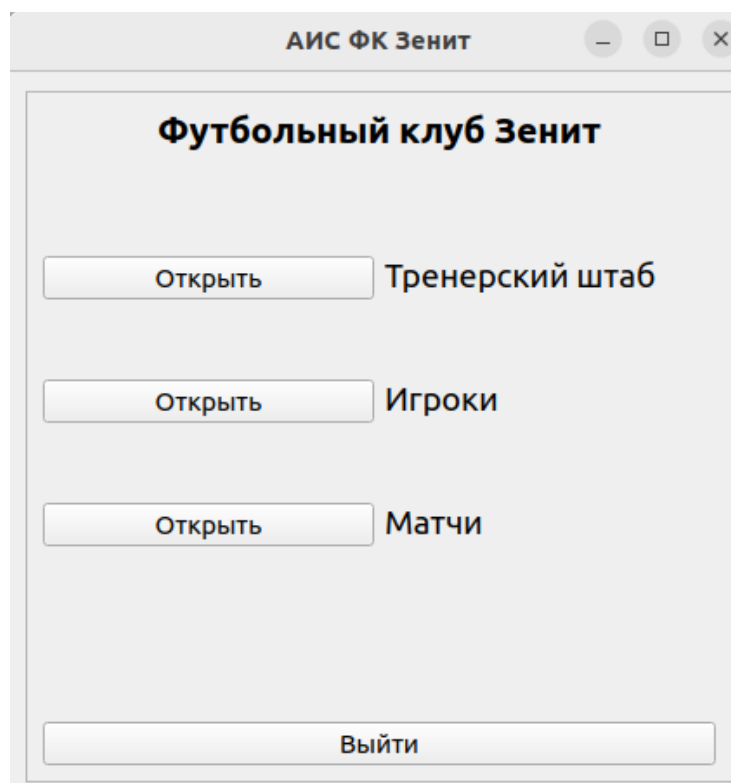 АИС ФК Зенит
Футбольный клуб Зенит
Открыть Тренерский штаб
Открыть Игроки
Открыть Матчи
Выйти